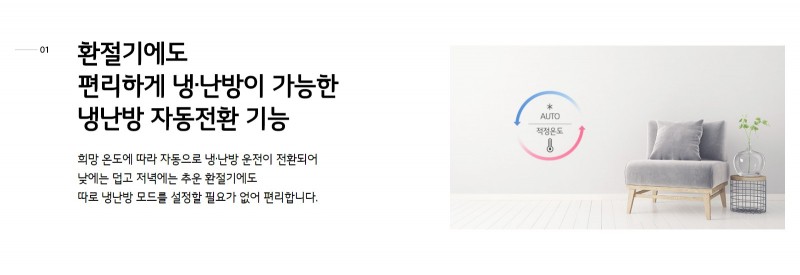 01
환절기에도
편리하게 냉·난방이 가능한
냉난방 자동전환 기능
희망 온도에 따라 자동으로 냉·난방 운전이 전환되어
낮에는 덥고 저녁에는 추운 환절기에도
따로 냉난방 모드를 설정할 필요가 없어 편리합니다.
AUTO
적정온도